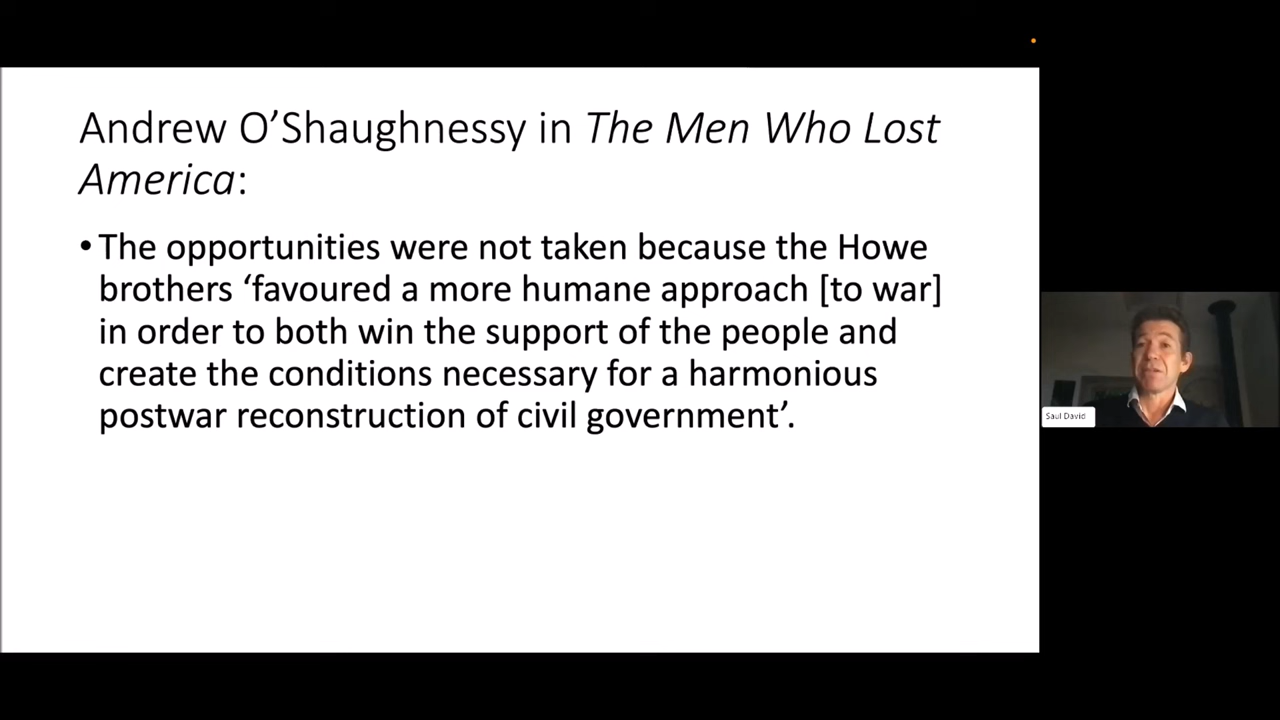 Andrew O’Shaughnessy in The Men Who Lost
America:
• The opportunities were not taken because the Howe
brothers ‘favoured a more humane approach [to war]
in order to both win the support of the people and
create the conditions necessary for a harmonious
postwar reconstruction of civil government’.
Saul David